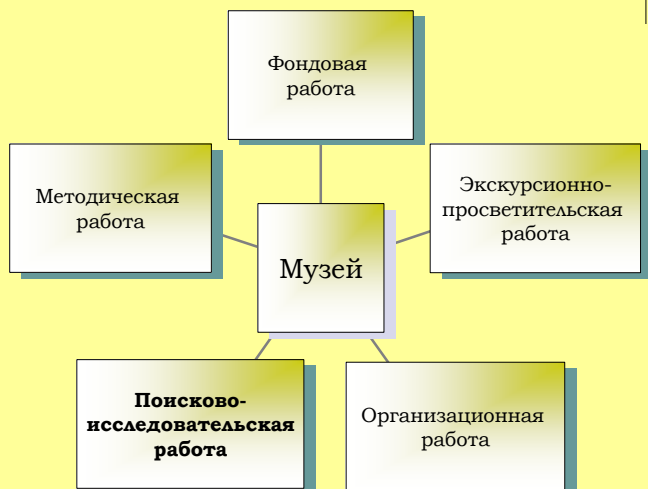 Фондовая
работа
Методическая
работа
Экскурсионно-
просветительская
работа
Музей
Поисково-
исследовательская
работа
Организационная
работа